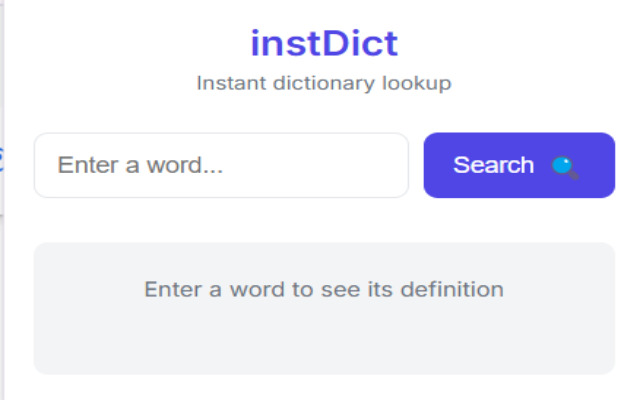 instDict
Instant dictionary lookup
Enter a word...
Search
Enter a word to see its definition